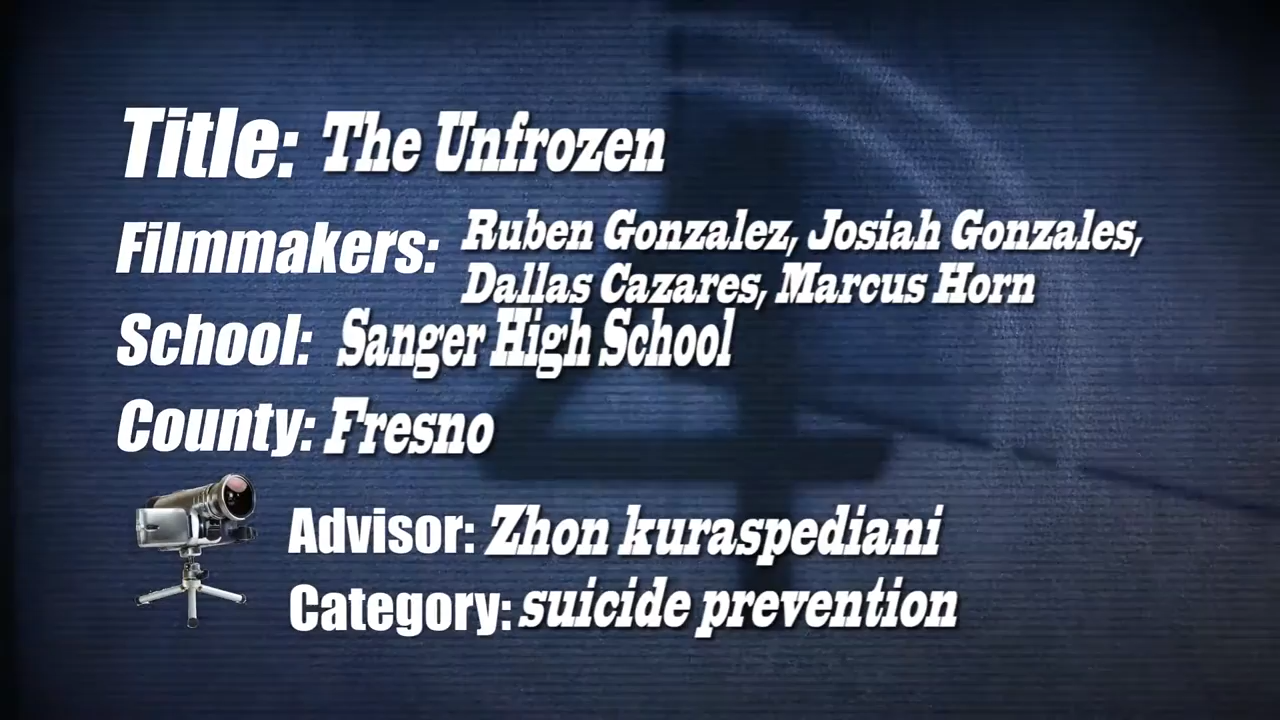 Title: The Unfrozen
Filmmakers: Ruben Gonzalez, Josiah Gonzales,
Dallas Cazares, Marcus Horn
School: Sanger High School
County: Fresno
Advisor: Zhon kuraspediani
Category: suicide prevention